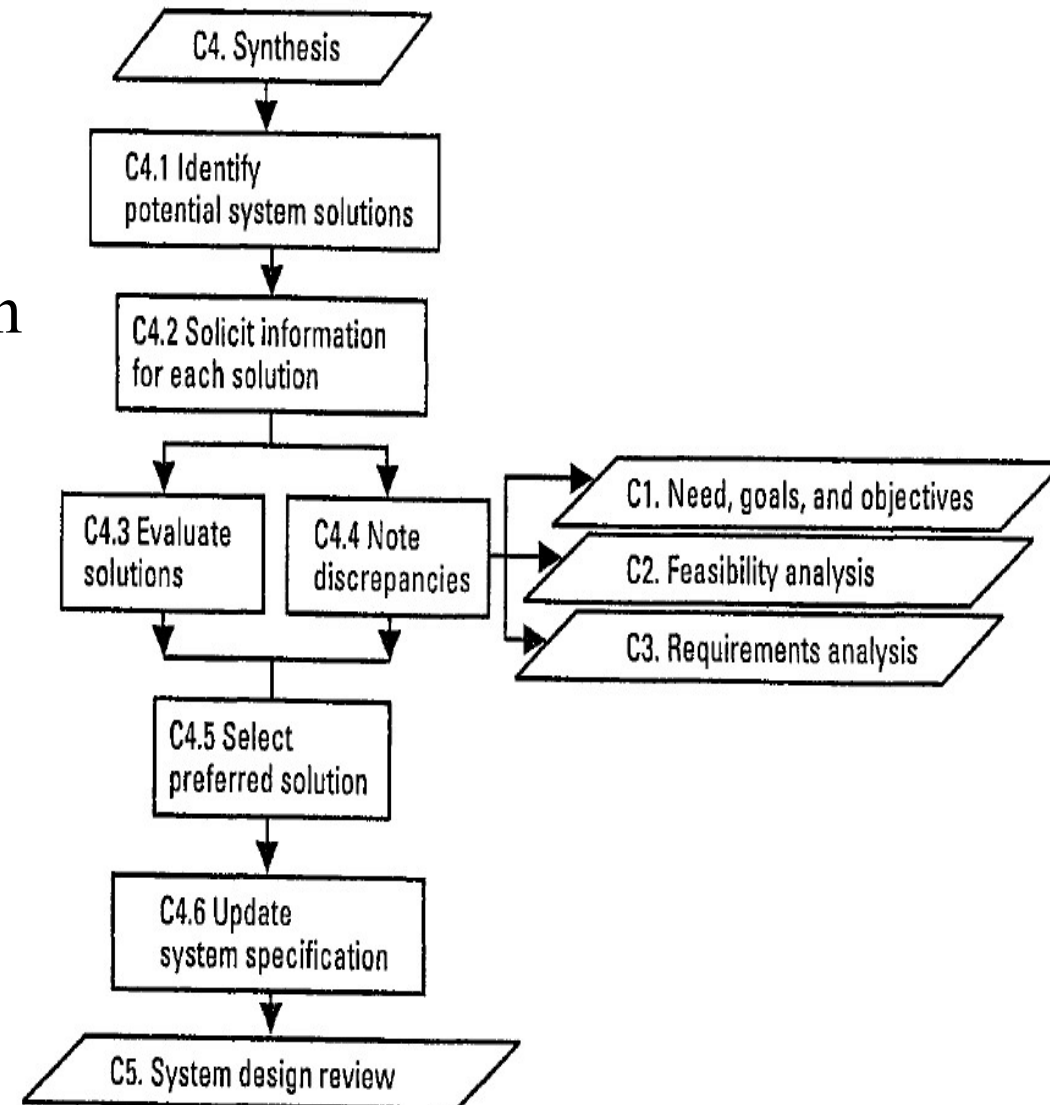 C4. Synthesis
C4.1 Identify
potential system solutions
C4.2 Solicit information
for each solution
C4.3 Evaluate
solutions
C4.4 Note
discrepancies
C1. Need, goals, and objectives
C2. Feasibility analysis
C3. Requirements analysis
C4.5 Select
preferred solution
C4.6 Update
system specification
C5. System design review